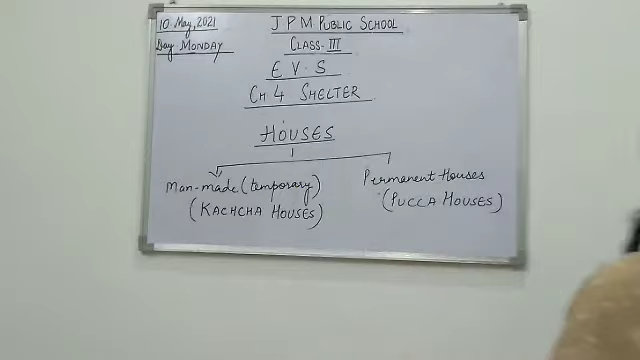 10 May, 2021
Day-MONDAY
J P M PUBLIC SCHOOL
CLASS-III
E V S
CH 4 SHELTER
HOUSES
Man-made (temporary)
(KACHCHA HOUSES)
Permanent Houses
(PUCCA HOUSES)